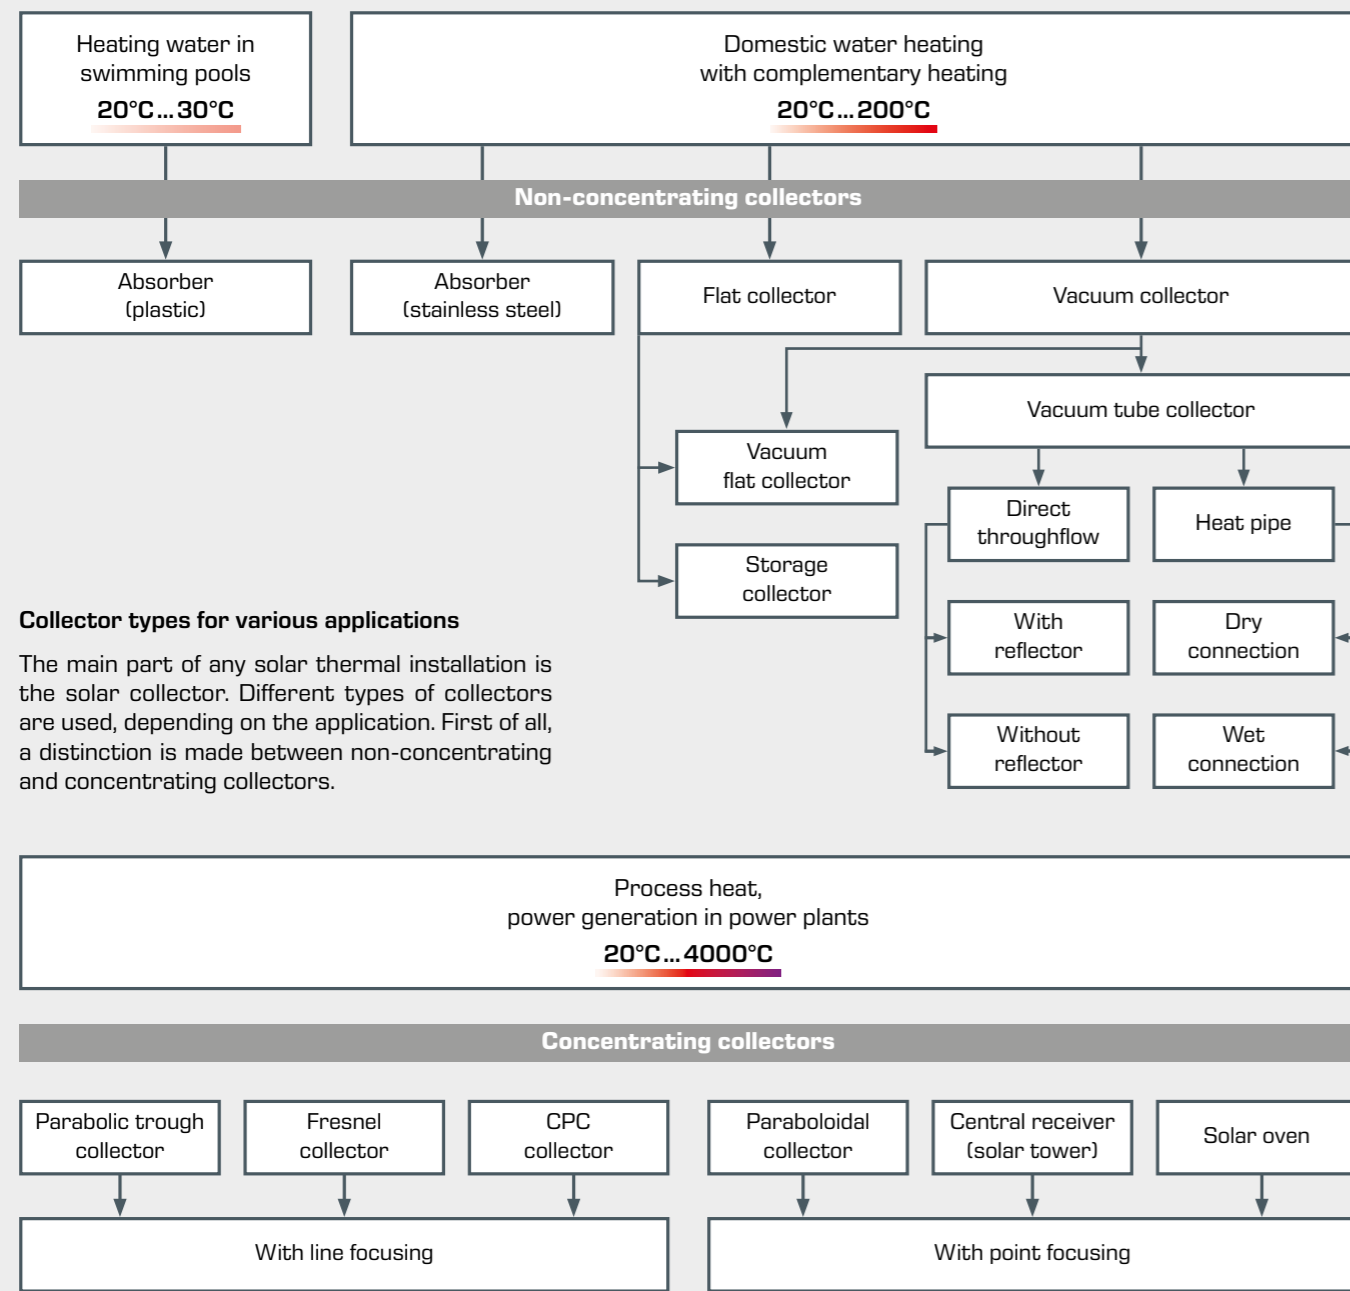 Heating water in
swimming pools
20°C...30°C
Domestic water heating
with complementary heating
20°C...200°C
Non-concentrating collectors
Absorber
(plastic)
Absorber
(stainless steel)
Flat collector
Vacuum collector
Vacuum tube collector
Vacuum
flat collector
Direct
throughflow
Heat pipe
Storage
collector
With
reflector
Dry
connection
Without
reflector
Wet
connection
Collector types for various applications
The main part of any solar thermal installation is
the solar collector. Different types of collectors
are used, depending on the application. First of all,
a distinction is made between non-concentrating
and concentrating collectors.
Process heat,
power generation in power plants
20°C...4000°C
Concentrating collectors
Parabolic trough
collector
Fresnel
collector
CPC
collector
Paraboloidal
collector
Central receiver
(solar tower)
Solar oven
With line focusing
With point focusing